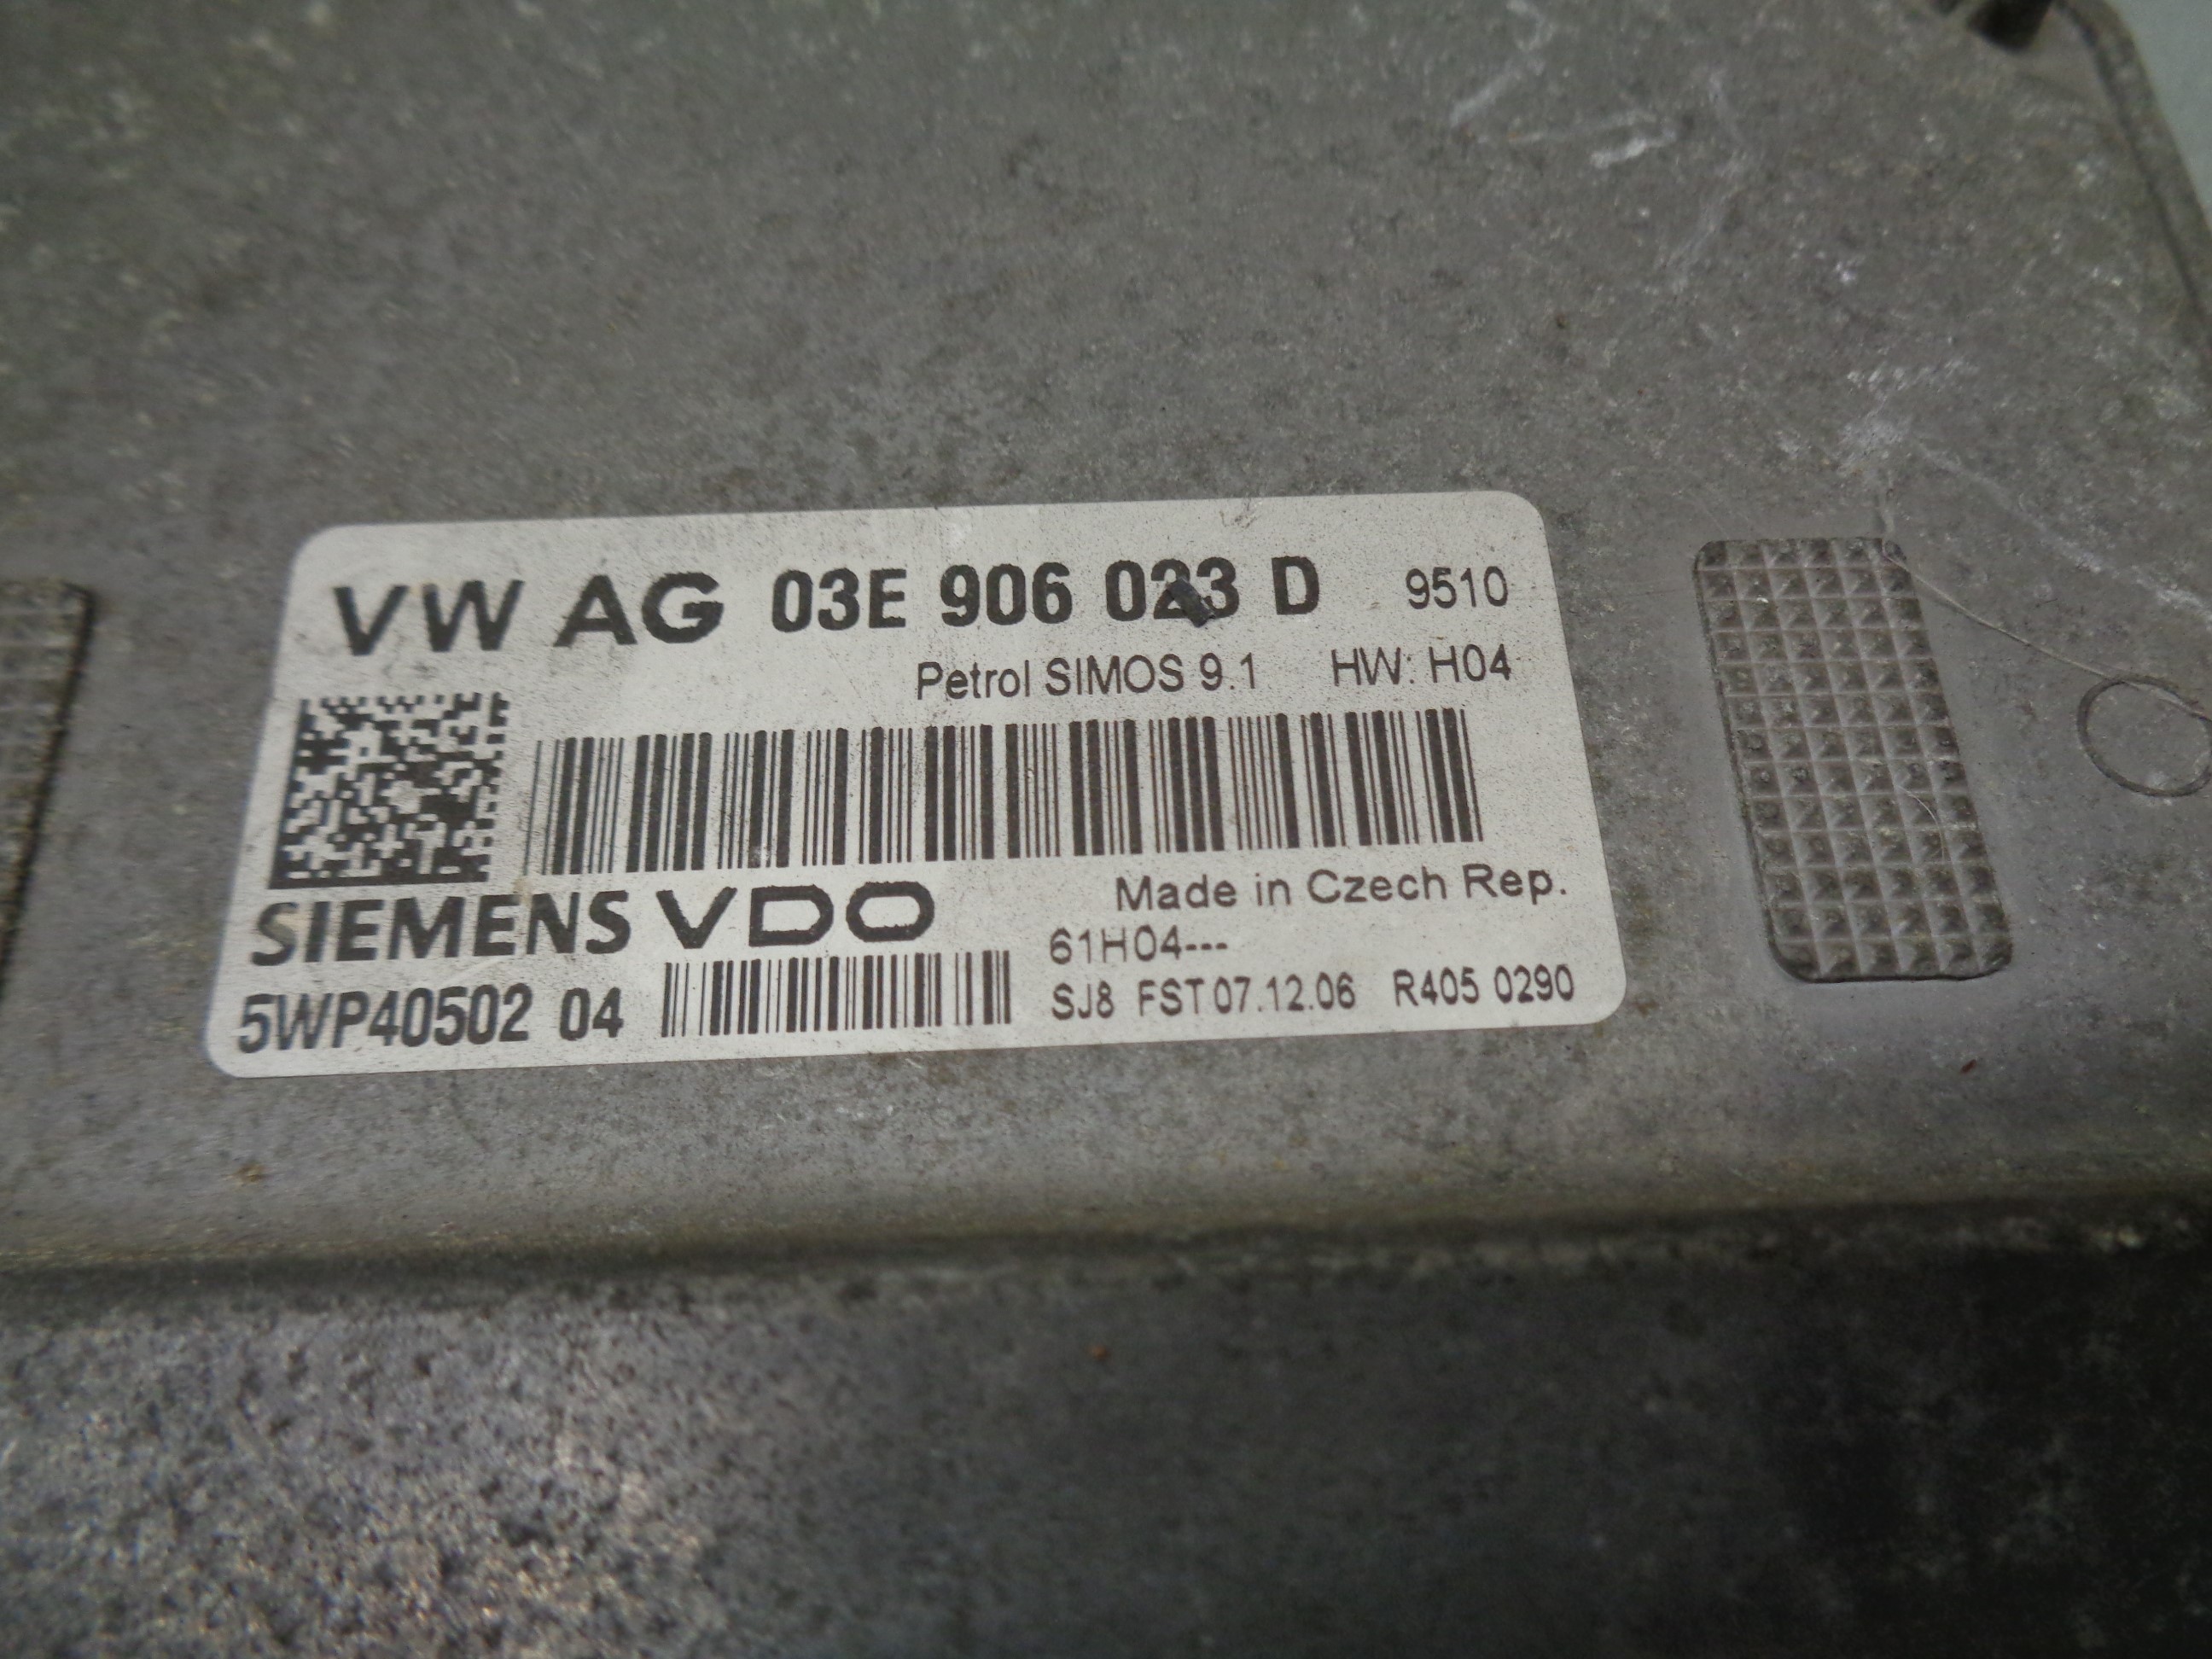 VW AG 03E 906 023 D 9510
Petrol SIMOS 9.1 HW: H04
Made in Czech Rep.
SIEMENS VDO
61H04---
5WP40502 04
SJ8 FST 07.12.06 R405 0290